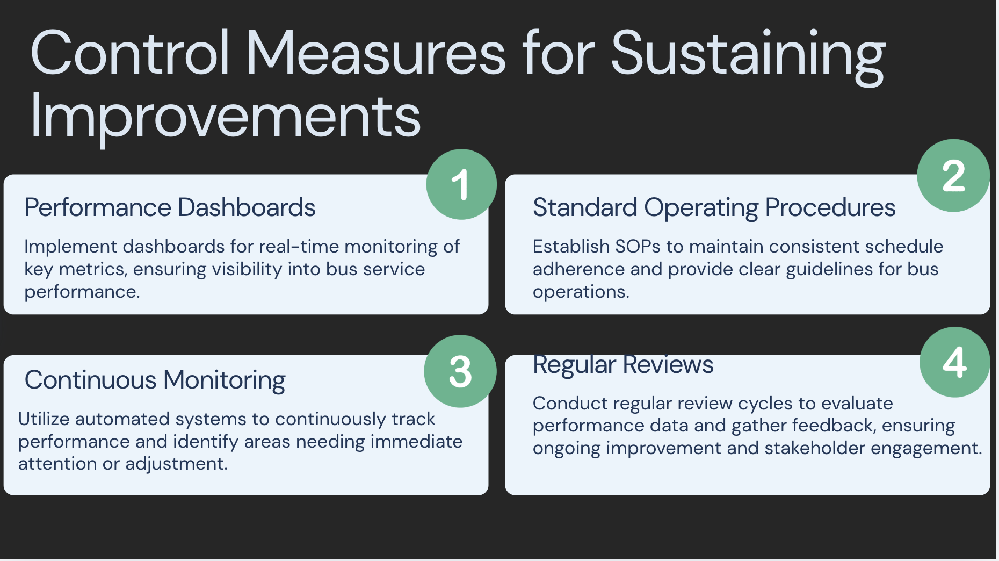 Control Measures for Sustaining
Improvements
1
Performance Dashboards
Implement dashboards for real-time monitoring of
key metrics, ensuring visibility into bus service
performance.
2
Standard Operating Procedures
Establish SOPs to maintain consistent schedule
adherence and provide clear guidelines for bus
operations.
3
Continuous Monitoring
Utilize automated systems to continuously track
performance and identify areas needing immediate
attention or adjustment.
4
Regular Reviews
Conduct regular review cycles to evaluate
performance data and gather feedback, ensuring
ongoing improvement and stakeholder engagement.